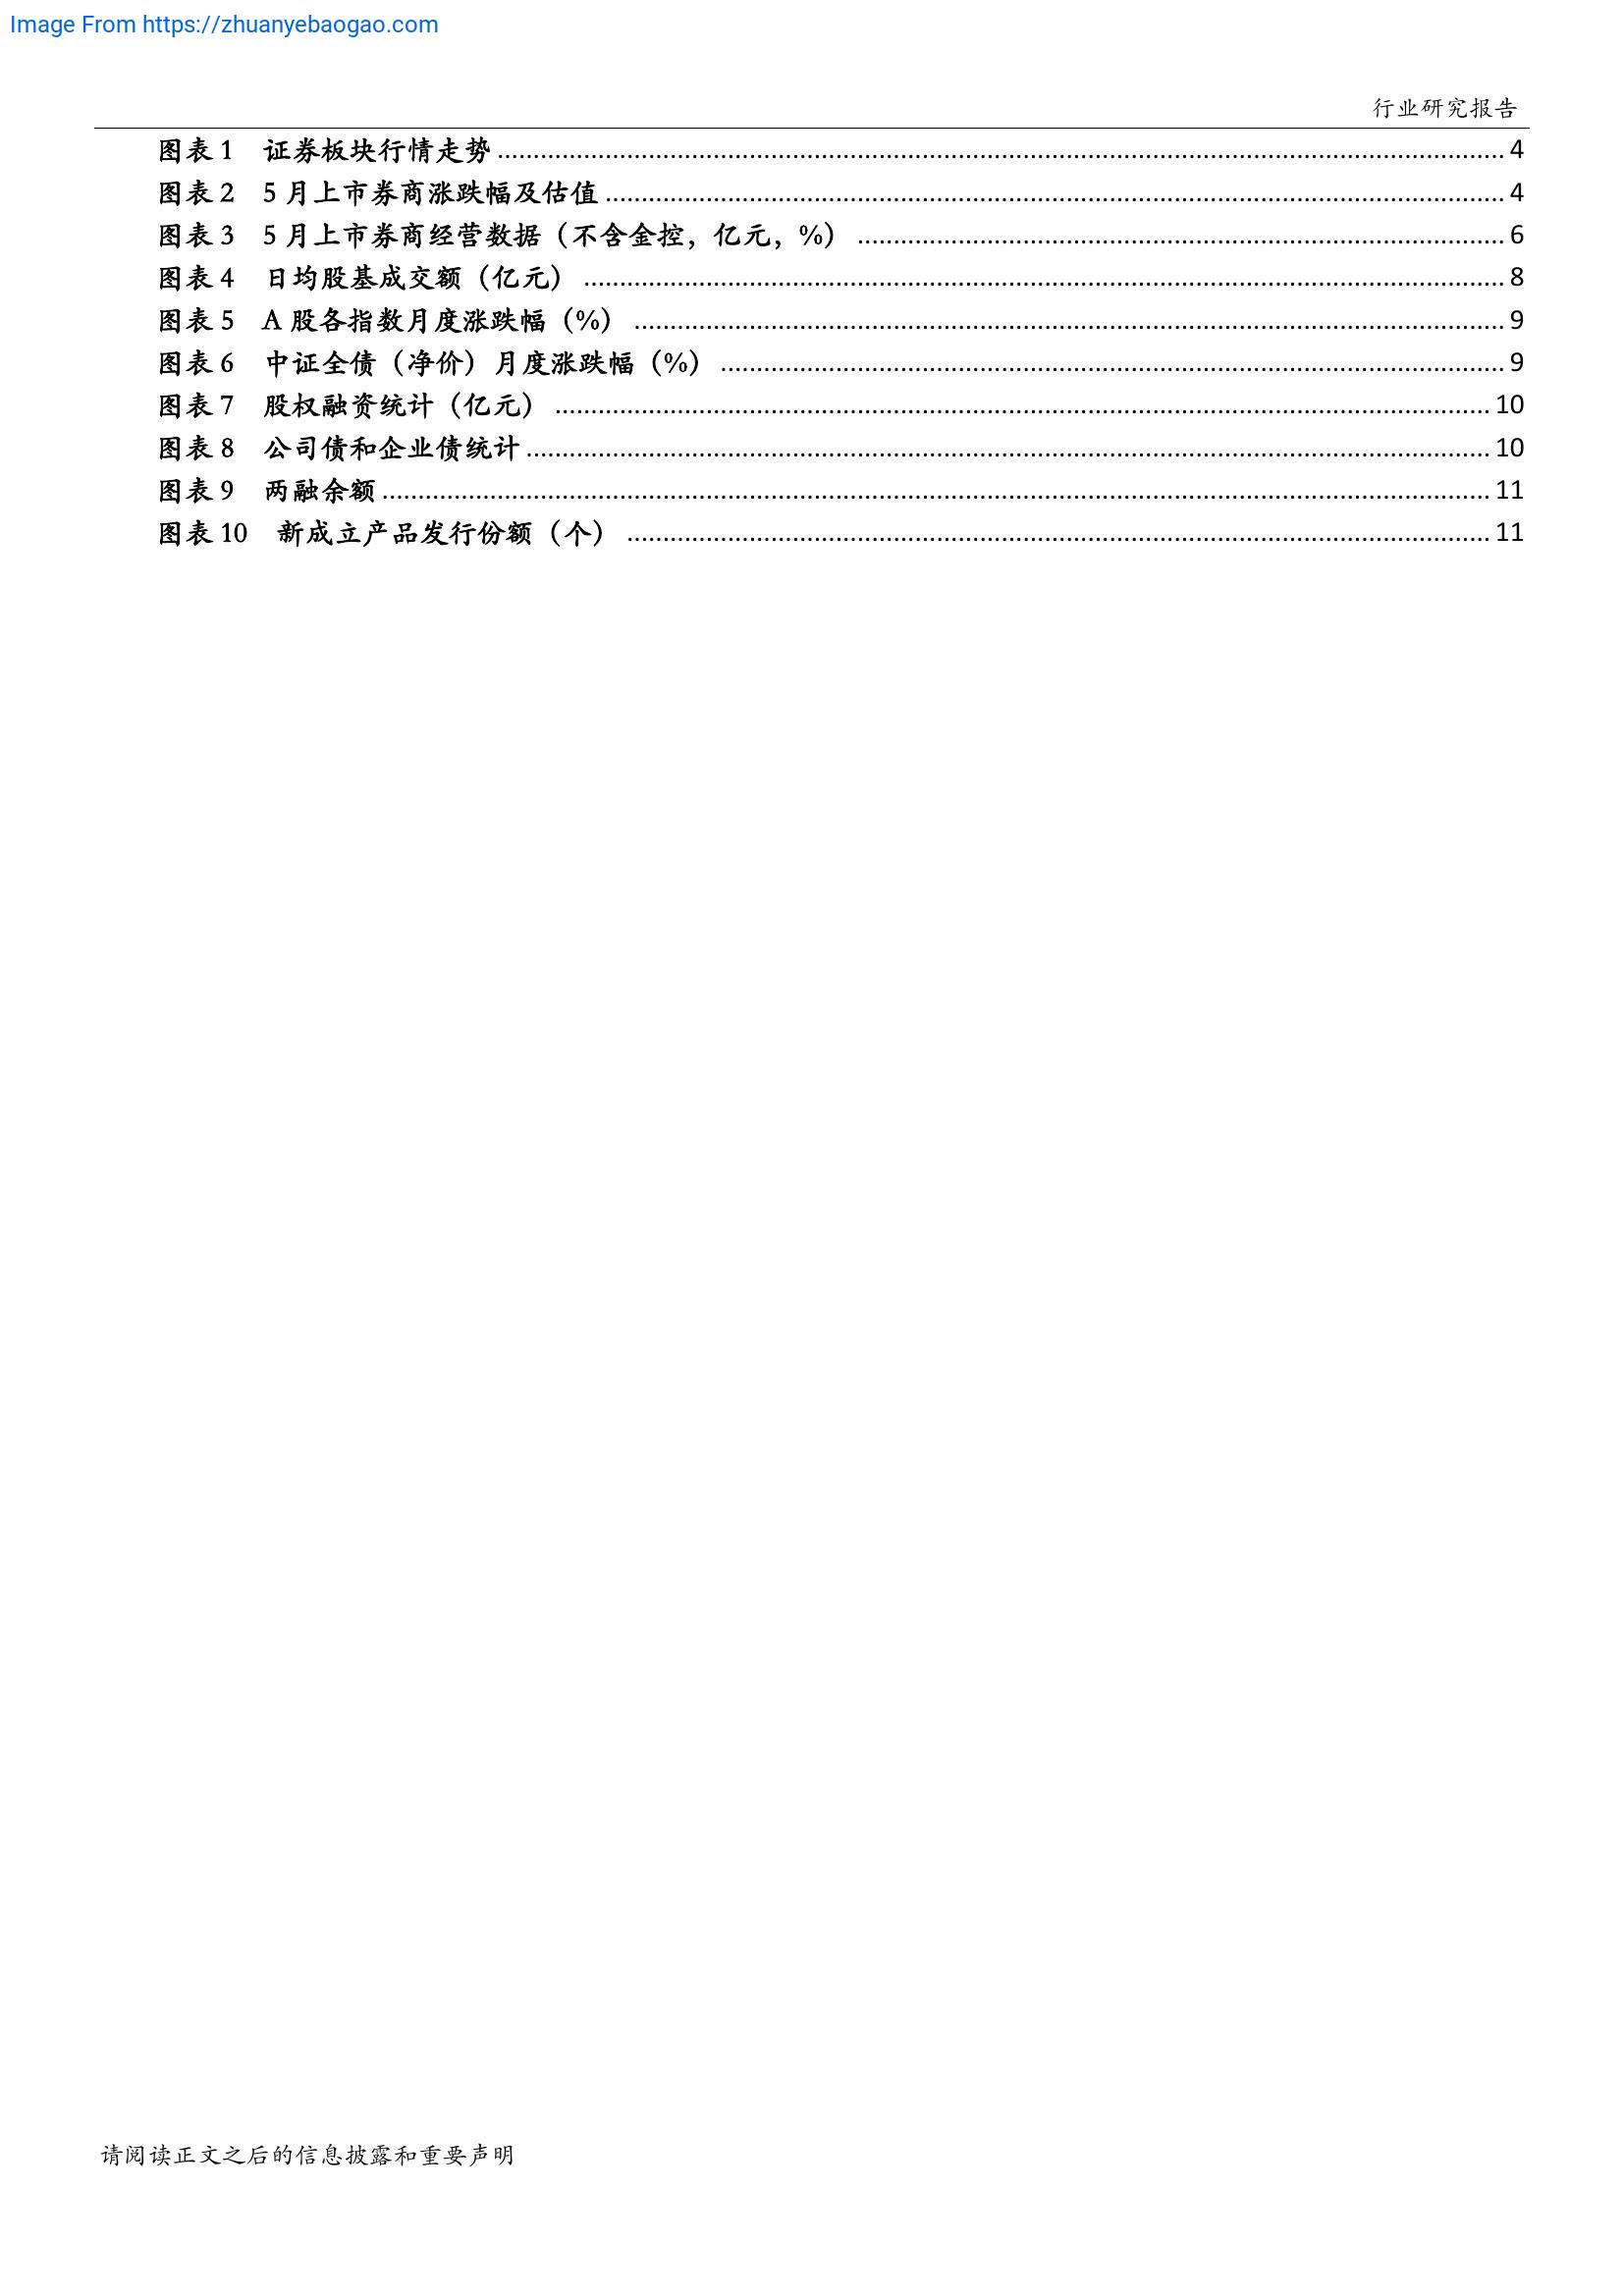 Image From https://zhuanyebaogao.com
行业研究报告
图表 1 证券板块行情走势 4
图表 2 5 月上市券商涨跌幅及估值 4
图表 3 5 月上市券商经营数据（不含金控，亿元，%） 6
图表 4 日均股基成交额（亿元） 8
图表 5 A 股各指数月度涨跌幅（%） 9
图表 6 中证全债（净价）月度涨跌幅（%） 9
图表 7 股权融资统计（亿元） 10
图表 8 公司债和企业债统计 10
图表 9 两融余额 11
图表 10 新成立产品发行份额（个） 11
请阅读正文之后的信息披露和重要声明